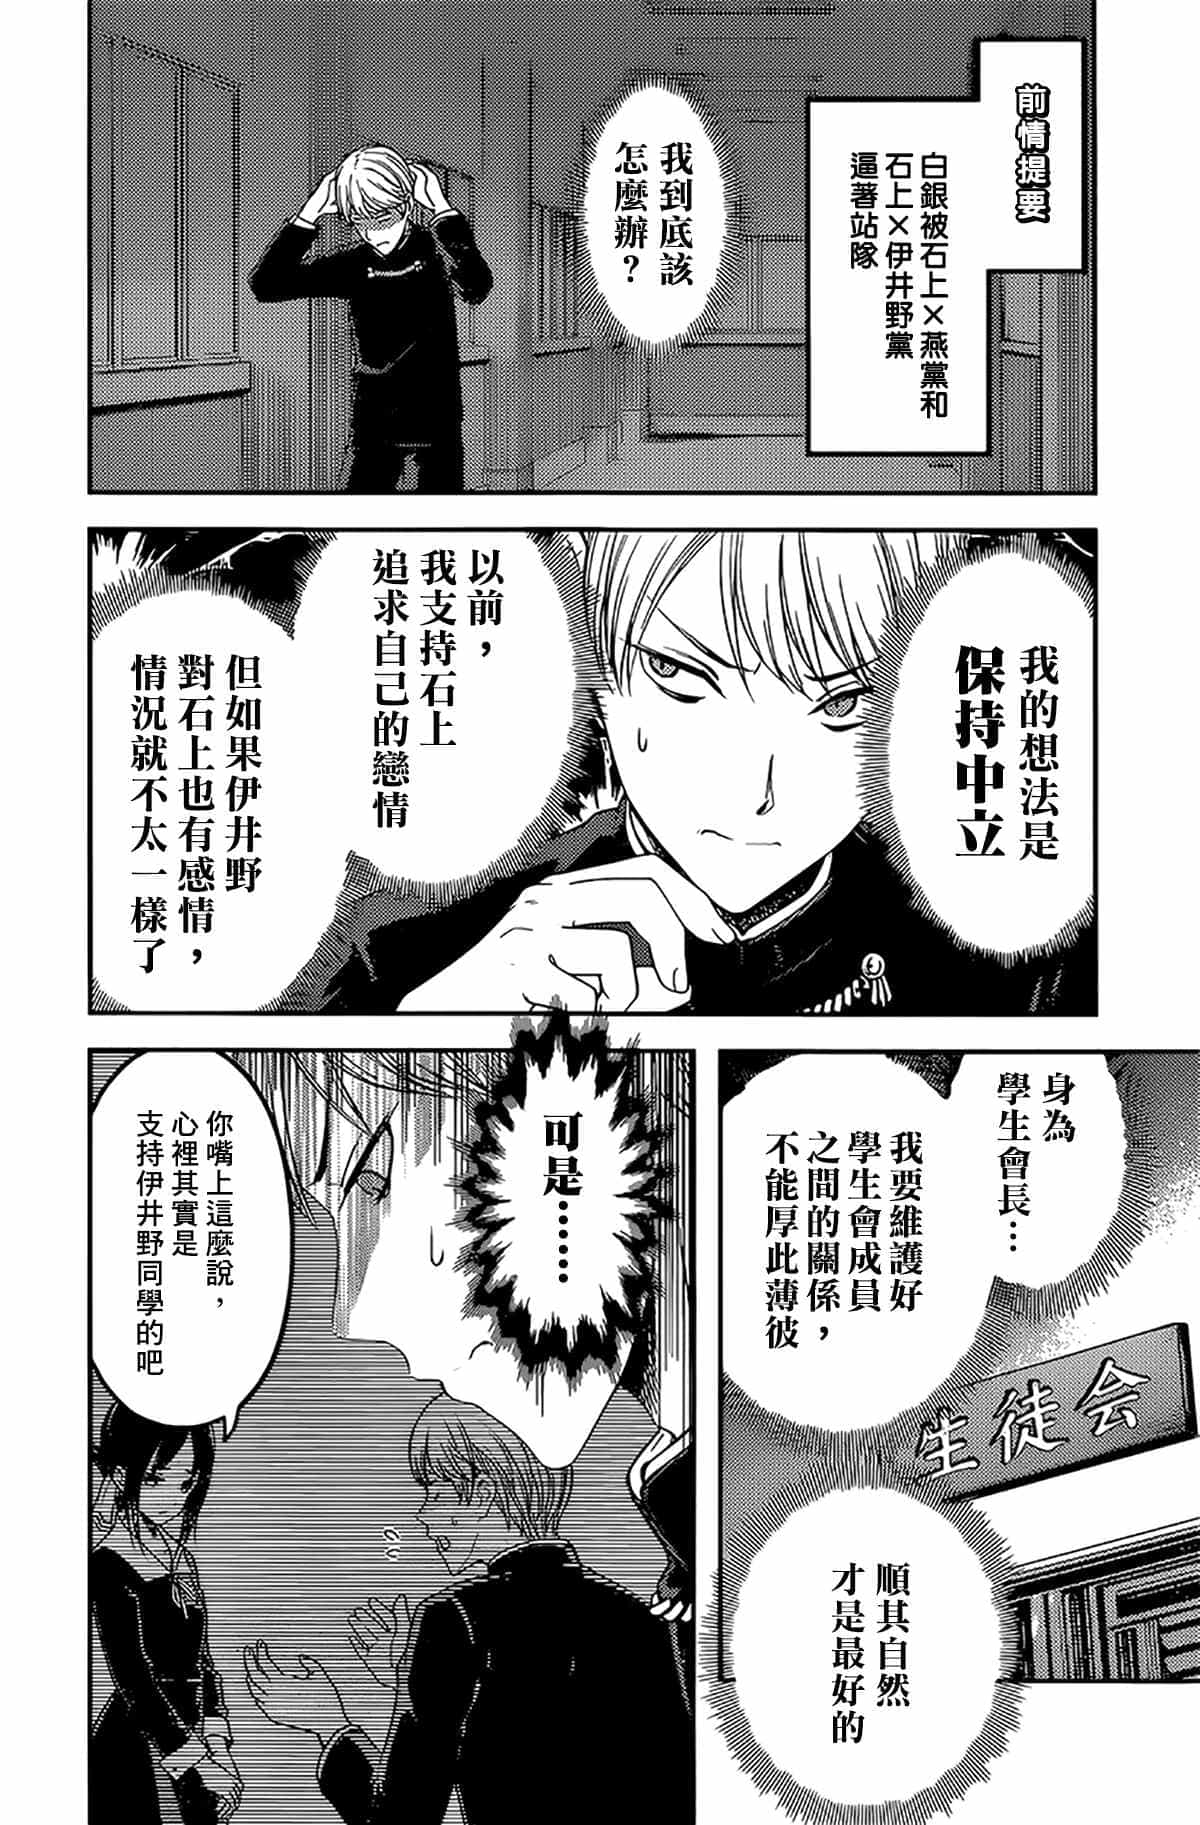 前情提要
白銀被石上×燕黨和
石上×伊井野黨
逼著站隊
……
我到底該
怎麼辦？
我的想法是
保持中立
以前，
我支持石上
追求自己的戀情
但如果伊井野
對石上也有感情，
情況就不太一樣了
身為
學生會長…
我要維護好
學生會成員
之間的關係，
不能厚此薄彼
生徒会
順其自然
才是最好的
可是……
你嘴上這麼說，
心裡其實是
支持伊井野同學的吧